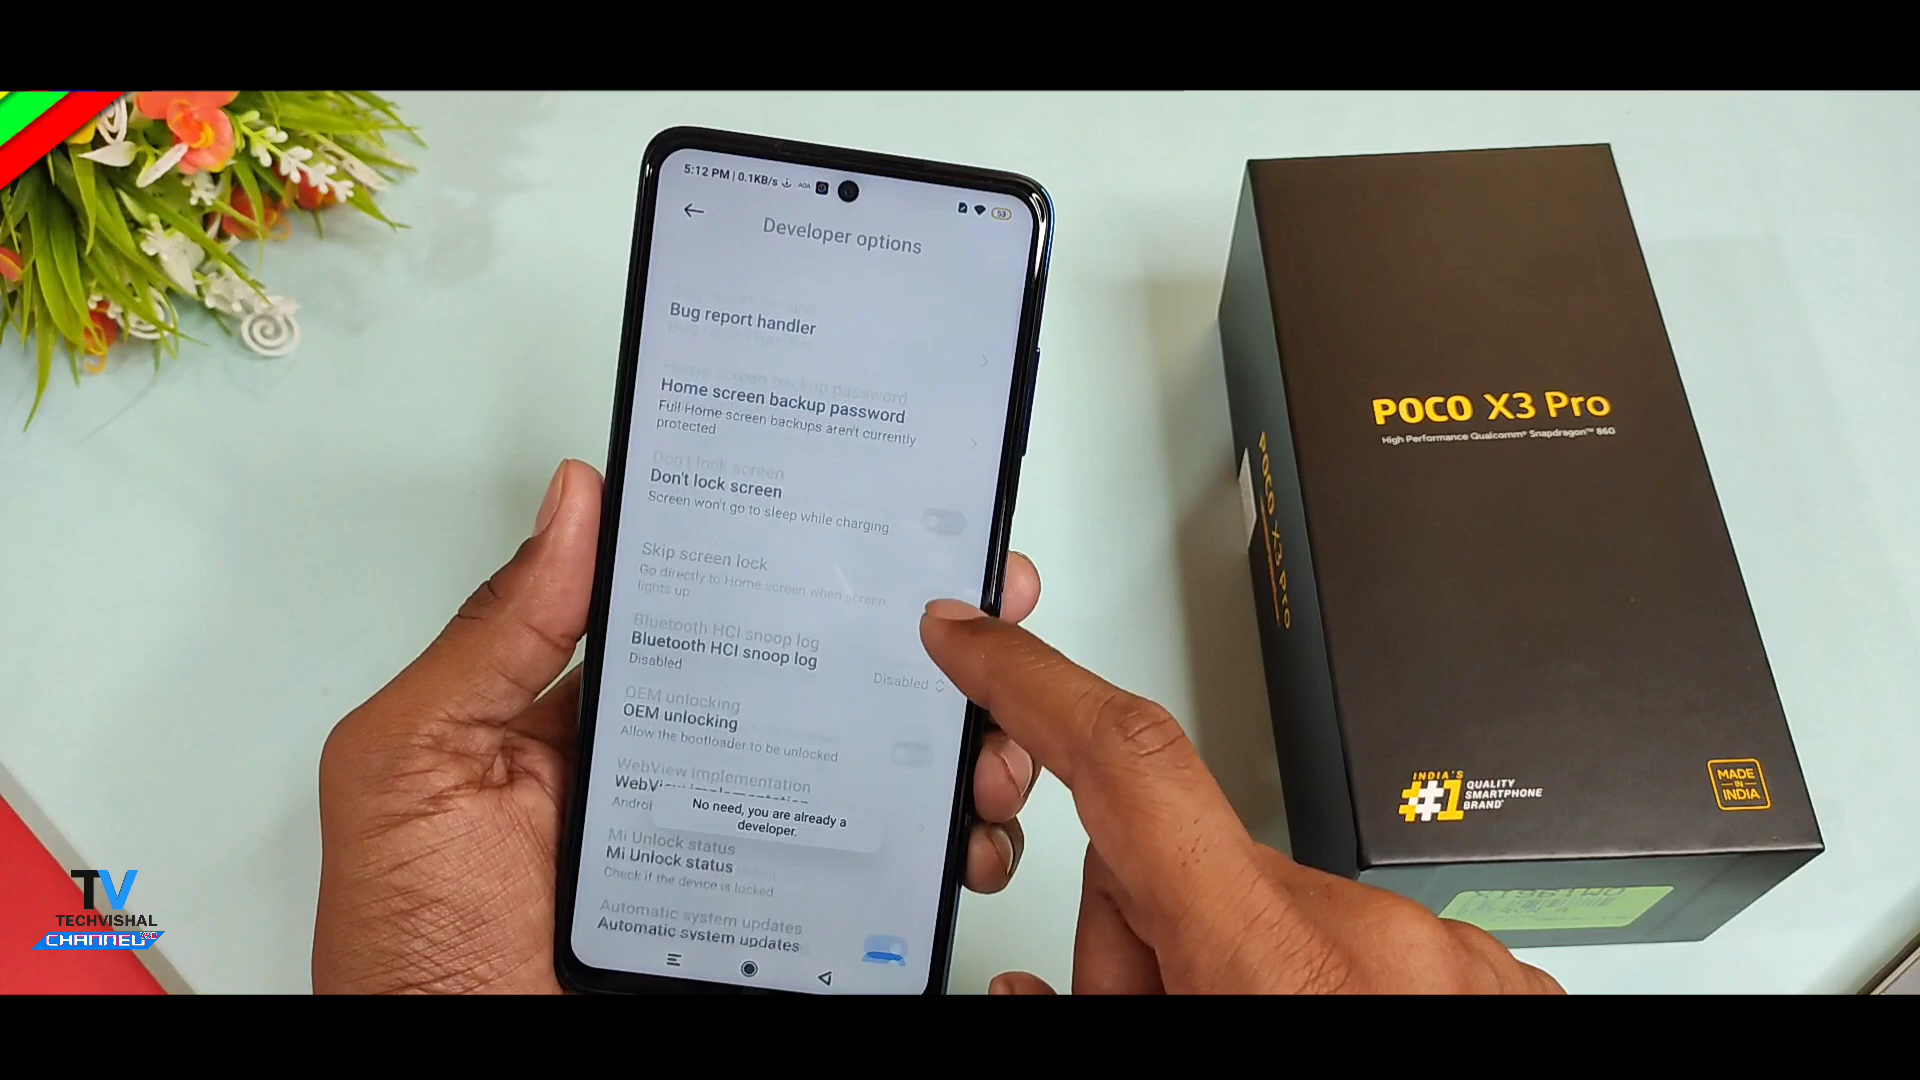 5:12 PM | 0.1KB/s
53
Developer options
Bug report handler
Home screen backup password
Full Home screen backups aren't currently
protected
Don't lock screen
Don't lock screen
Screen won't go to sleep while charging
Skip screen lock
Go directly to Home screen when screen
lights up
Bluetooth HCI snoop log
Bluetooth HCI snoop log
Disabled
Disabled
OEM unlocking
OEM unlocking
Allow the bootloader to be unlocked
WebView implementation
No need, you are already a
developer.
Mi Unlock status
Mi Unlock status
Check if the device is locked
Automatic system updates
Automatic system updates
POCO X3 Pro
High Performance Qualcomm® Snapdragon™ 860
POCO X3 Pro
INDIA'S
#1 QUALITY
SMARTPHONE
BRAND*
MADE
IN
INDIA
TV
TECHVISHAL
CHANNEL